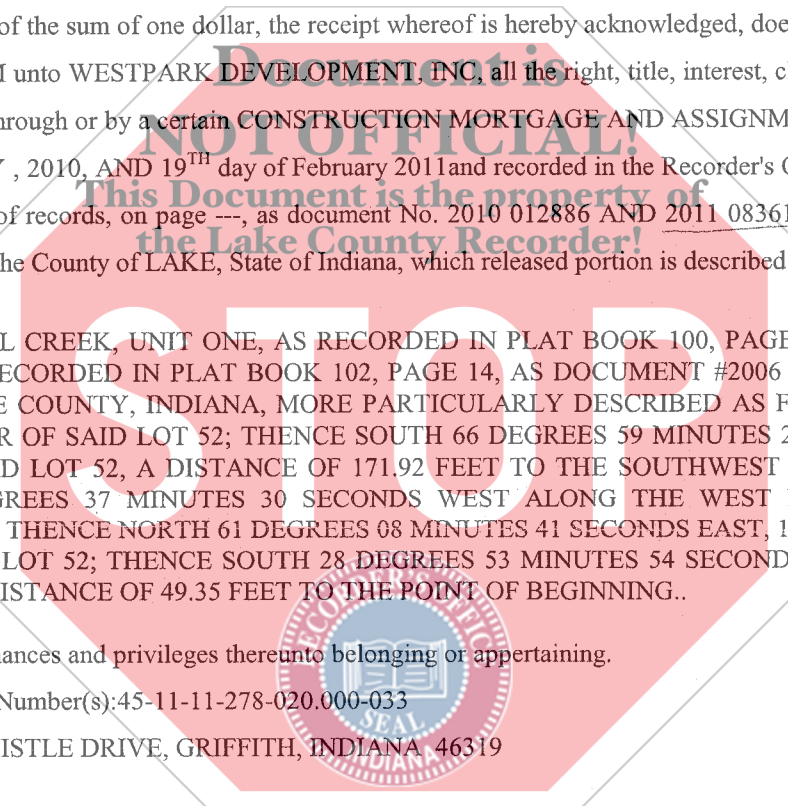 of the sum of one dollar, the receipt whereof is hereby acknowledged, doe
M unto WESTPARK DEVELOPMENT, INC, all the right, title, interest, cl
hrough or by a certain CONSTRUCTION MORTGAGE AND ASSIGNM
Y , 2010, AND 19TH day of February 2011and recorded in the Recorder's O
of records, on page ---, as document No. 2010 012886 AND 2011 08361
he County of LAKE, State of Indiana, which released portion is described
Document is
NOT OFFICIAL!
This Document is the property of
the Lake County Recorder!
STOP
L CREEK, UNIT ONE, AS RECORDED IN PLAT BOOK 100, PAGE
ECORDED IN PLAT BOOK 102, PAGE 14, AS DOCUMENT #2006
E COUNTY, INDIANA, MORE PARTICULARLY DESCRIBED AS F
R OF SAID LOT 52; THENCE SOUTH 66 DEGREES 59 MINUTES 2
D LOT 52, A DISTANCE OF 171.92 FEET TO THE SOUTHWEST
GREES 37 MINUTES 30 SECONDS WEST ALONG THE WEST
THENCE NORTH 61 DEGREES 08 MINUTES 41 SECONDS EAST, 1
LOT 52; THENCE SOUTH 28 DEGREES 53 MINUTES 54 SECOND
ISTANCE OF 49.35 FEET TO THE POINT OF BEGINNING..
nances and privileges thereunto belonging or appertaining.
Number(s):45-11-11-278-020.000-033
ISTLE DRIVE, GRIFFITH, INDIANA 46319
RECORDER'S OFFICE
SEAL
INDIANA